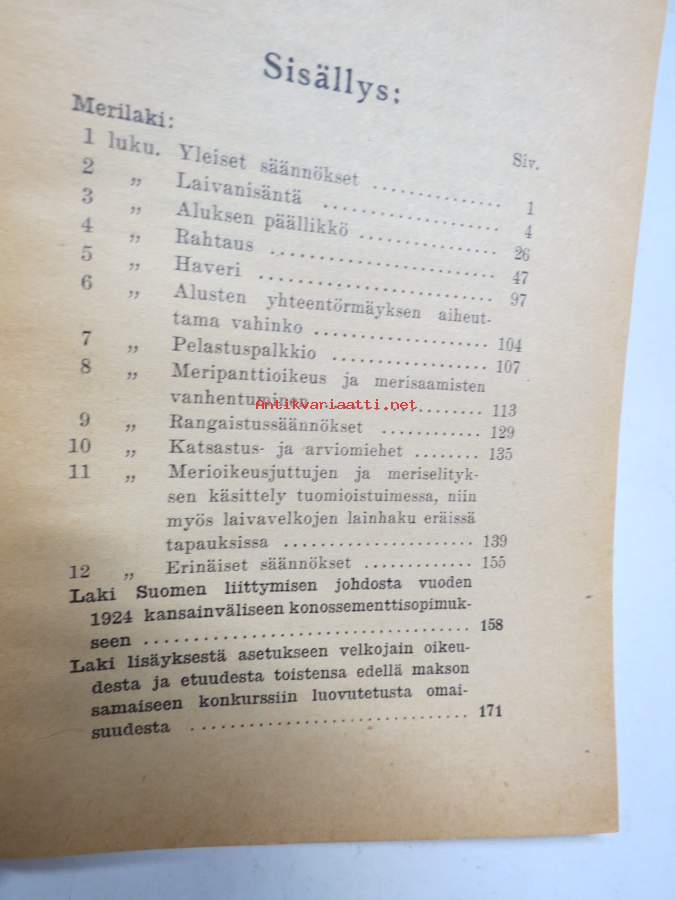 Sisällys:
Merilaki:
Siv.
1 luku. Yleiset säännökset .............. 1
2 „ Laivanisäntä .................. 4
3 „ Aluksen päällikkö .............. 26
4 „ Rahtaus ....................... 47
5 „ Haveri ........................ 97
6 „ Alusten yhteentörmäyksen aiheut-
tama vahinko .................. 104
7 „ Pelastuspalkkio ................ 107
8 „ Meripanttioikeus ja merisaamisten
vanhentuminen ................ 113
Antikvariaatti.net
9 „ Rangaistussäännökset ............ 129
10 „ Katsastus- ja arviomiehet ........ 135
11 „ Merioikeusjuttujen ja meriselityk-
sen käsittely tuomioistuimessa, niin
myös laivavelkojen lainhaku eräissä
tapauksissa ....................... 139
12 „ Erinäiset säännökset ............. 155
Laki Suomen liittymisen johdosta vuoden
1924 kansainväliseen konossementtisopimuk-
seen .................................. 158
Laki lisäyksestä asetukseen velkojain oikeu-
desta ja etuudesta toistensa edellä makson
samaiseen konkurssiin luovutetusta omai-
suudesta ............................... 171